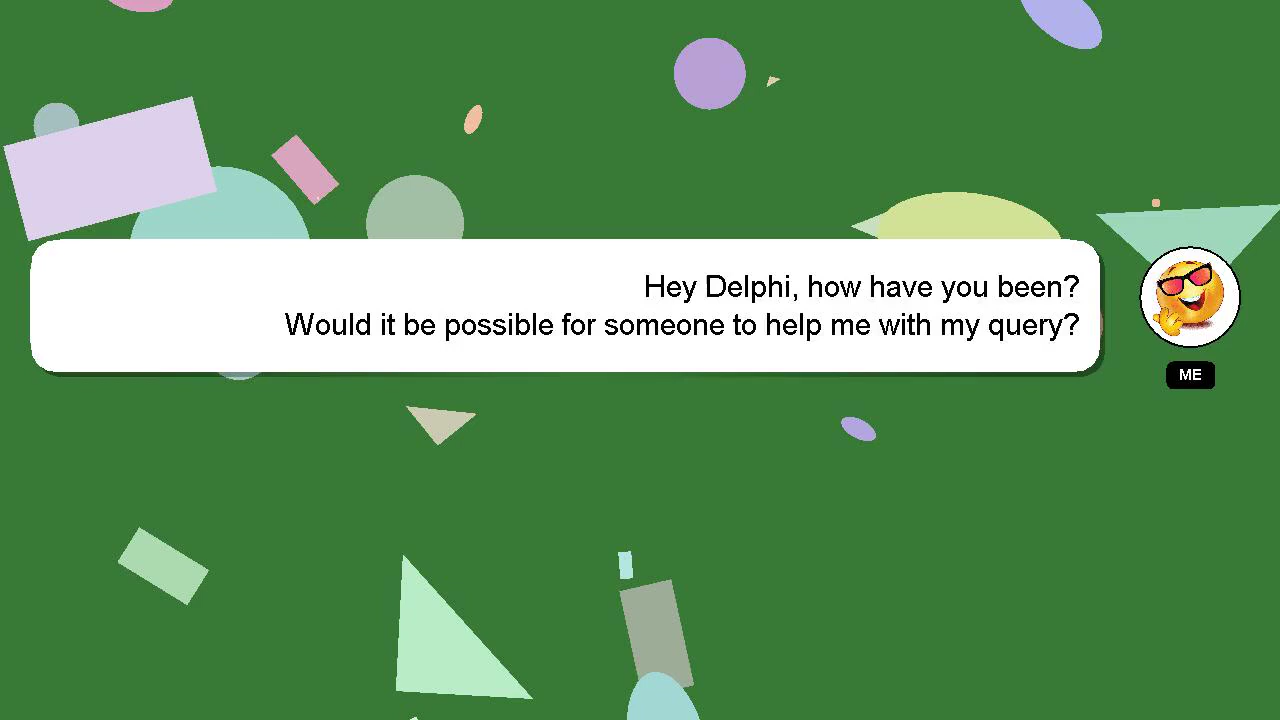 Hey Delphi, how have you been?
Would it be possible for someone to help me with my query?
ME